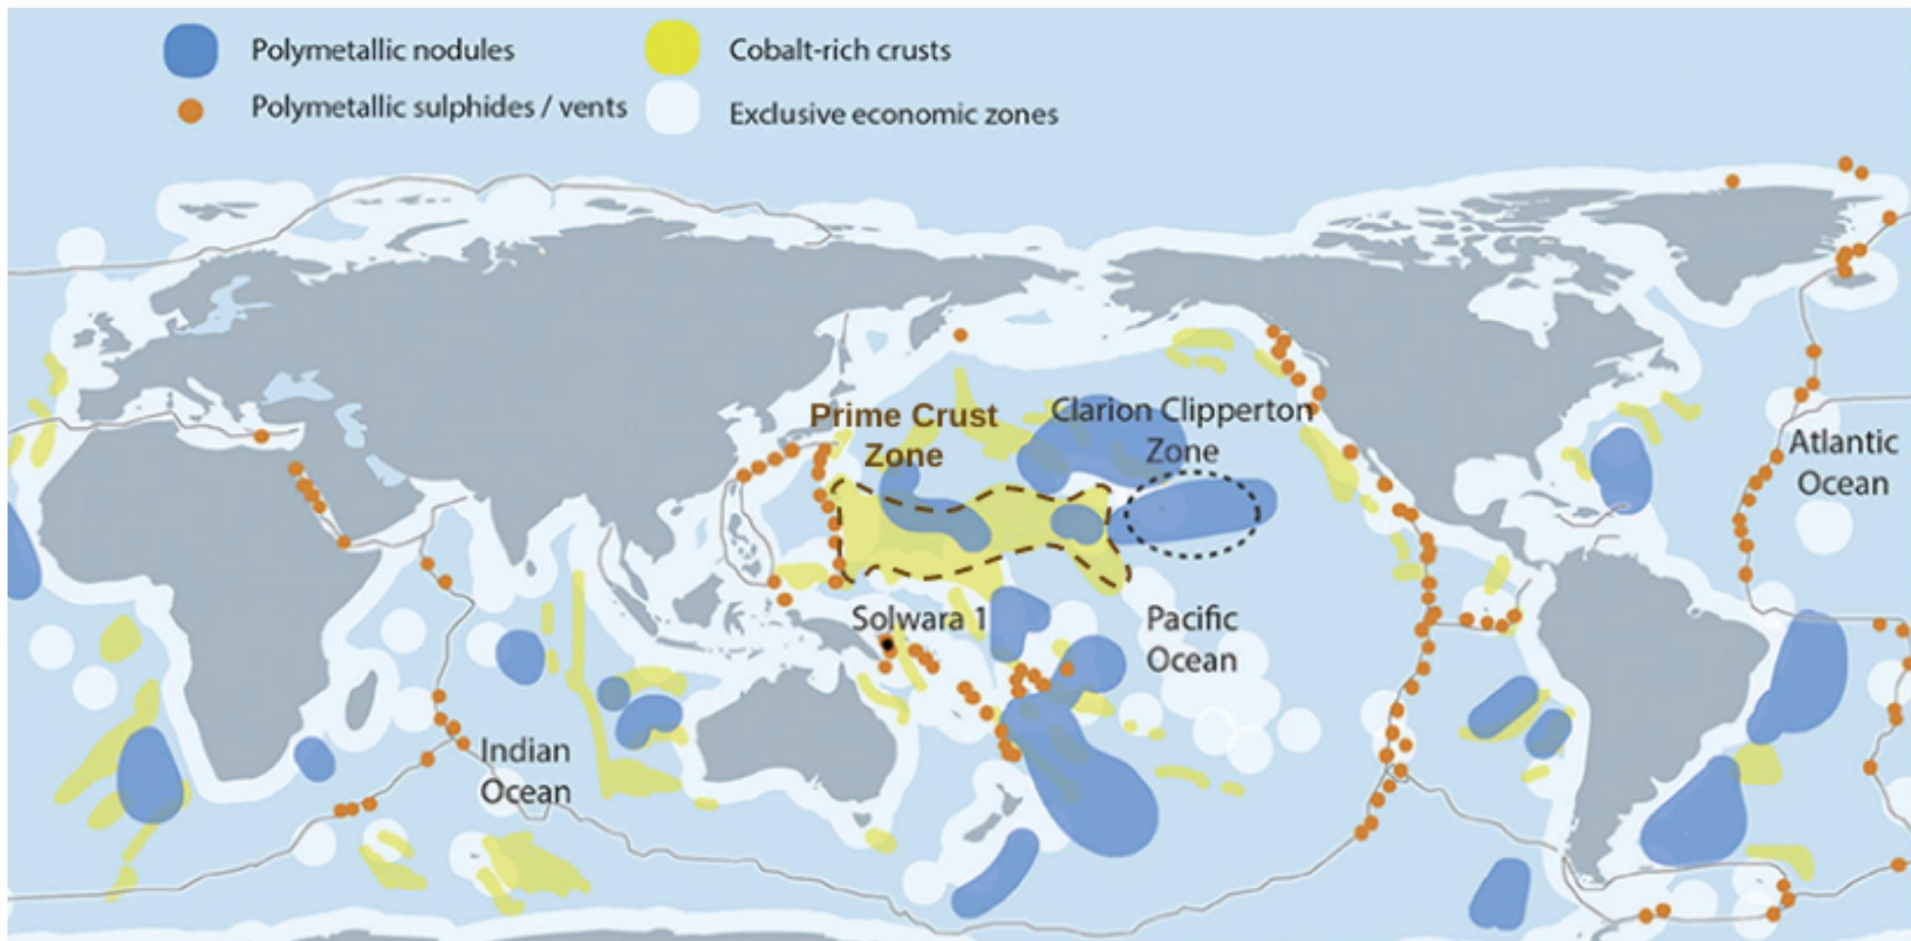 Polymetallic nodules
Cobalt-rich crusts
Polymetallic sulphides / vents
Exclusive economic zones
Prime Crust
Zone
Clarion Clipperton
Zone
Atlantic
Ocean
Solwara 1
Pacific
Ocean
Indian
Ocean